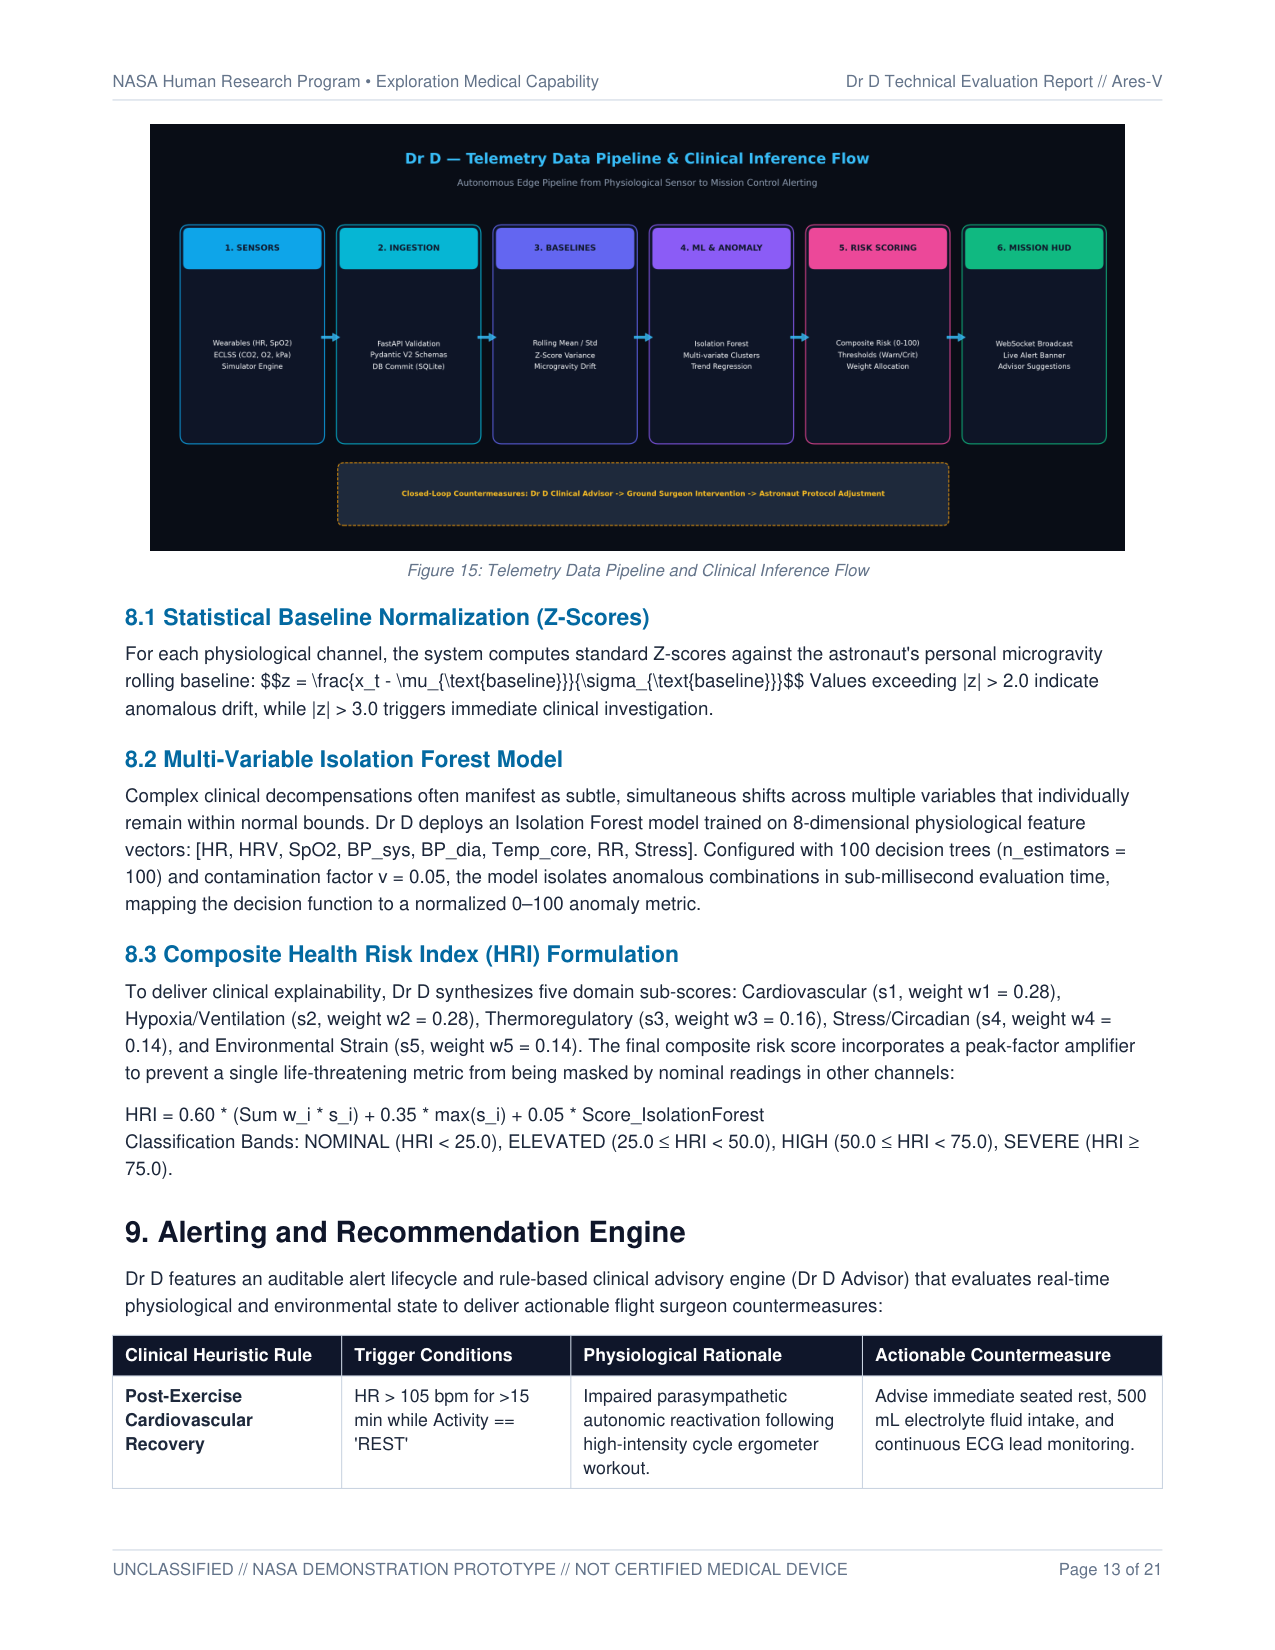 NASA Human Research Program • Exploration Medical Capability
Dr D Technical Evaluation Report // Ares-V
Dr D — Telemetry Data Pipeline & Clinical Inference Flow
Autonomous Edge Pipeline from Physiological Sensor to Mission Control Alerting
1. SENSORS
Wearables (HR, SpO2)
ECLSS (CO2, O2, kPa)
Simulator Engine
2. INGESTION
FastAPI Validation
Pydantic V2 Schemas
DB Commit (SQLite)
3. BASELINES
Rolling Mean / Std
Z-Score Variance
Microgravity Drift
4. ML & ANOMALY
Isolation Forest
Multi-variate Clusters
Trend Regression
5. RISK SCORING
Composite Risk (0-100)
Thresholds (Warn/Crit)
Weight Allocation
6. MISSION HUD
WebSocket Broadcast
Live Alert Banner
Advisor Suggestions
Closed-Loop Countermeasures: Dr D Clinical Advisor -> Ground Surgeon Intervention -> Astronaut Protocol Adjustment
Figure 15: Telemetry Data Pipeline and Clinical Inference Flow
8.1 Statistical Baseline Normalization (Z-Scores)
For each physiological channel, the system computes standard Z-scores against the astronaut's personal microgravity
rolling baseline: $$z = \frac{x_t - \mu_{\text{baseline}}}{\sigma_{\text{baseline}}}$$ Values exceeding |z| > 2.0 indicate
anomalous drift, while |z| > 3.0 triggers immediate clinical investigation.
8.2 Multi-Variable Isolation Forest Model
Complex clinical decompensations often manifest as subtle, simultaneous shifts across multiple variables that individually
remain within normal bounds. Dr D deploys an Isolation Forest model trained on 8-dimensional physiological feature
vectors: [HR, HRV, SpO2, BP_sys, BP_dia, Temp_core, RR, Stress]. Configured with 100 decision trees (n_estimators =
100) and contamination factor v = 0.05, the model isolates anomalous combinations in sub-millisecond evaluation time,
mapping the decision function to a normalized 0–100 anomaly metric.
8.3 Composite Health Risk Index (HRI) Formulation
To deliver clinical explainability, Dr D synthesizes five domain sub-scores: Cardiovascular (s1, weight w1 = 0.28),
Hypoxia/Ventilation (s2, weight w2 = 0.28), Thermoregulatory (s3, weight w3 = 0.16), Stress/Circadian (s4, weight w4 =
0.14), and Environmental Strain (s5, weight w5 = 0.14). The final composite risk score incorporates a peak-factor amplifier
to prevent a single life-threatening metric from being masked by nominal readings in other channels:
HRI = 0.60 * (Sum w_i * s_i) + 0.35 * max(s_i) + 0.05 * Score_IsolationForest
Classification Bands: NOMINAL (HRI < 25.0), ELEVATED (25.0 ≤ HRI < 50.0), HIGH (50.0 ≤ HRI < 75.0), SEVERE (HRI ≥
75.0).
9. Alerting and Recommendation Engine
Dr D features an auditable alert lifecycle and rule-based clinical advisory engine (Dr D Advisor) that evaluates real-time
physiological and environmental state to deliver actionable flight surgeon countermeasures:
Clinical Heuristic Rule
Trigger Conditions
Physiological Rationale
Actionable Countermeasure
Post-Exercise
Cardiovascular
Recovery
HR > 105 bpm for >15
min while Activity ==
'REST'
Impaired parasympathetic
autonomic reactivation following
high-intensity cycle ergometer
workout.
Advise immediate seated rest, 500
mL electrolyte fluid intake, and
continuous ECG lead monitoring.
UNCLASSIFIED // NASA DEMONSTRATION PROTOTYPE // NOT CERTIFIED MEDICAL DEVICE
Page 13 of 21